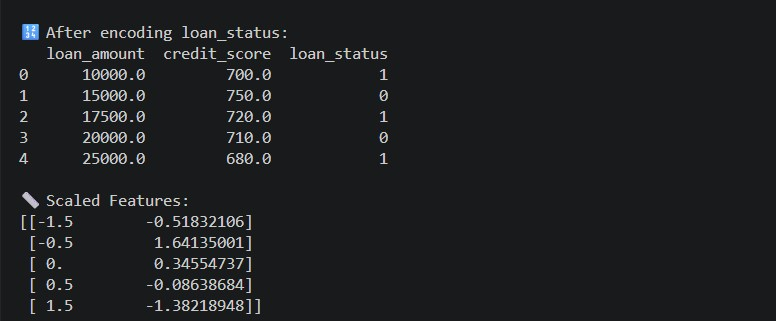 🔢 After encoding loan_status:
   loan_amount  credit_score  loan_status
0      10000.0         700.0            1
1      15000.0         750.0            0
2      17500.0         720.0            1
3      20000.0         710.0            0
4      25000.0         680.0            1
📏 Scaled Features:
[[-1.5        -0.51832106]
 [-0.5         1.64135001]
 [ 0.          0.34554737]
 [ 0.5        -0.08638684]
 [ 1.5        -1.38218948]]